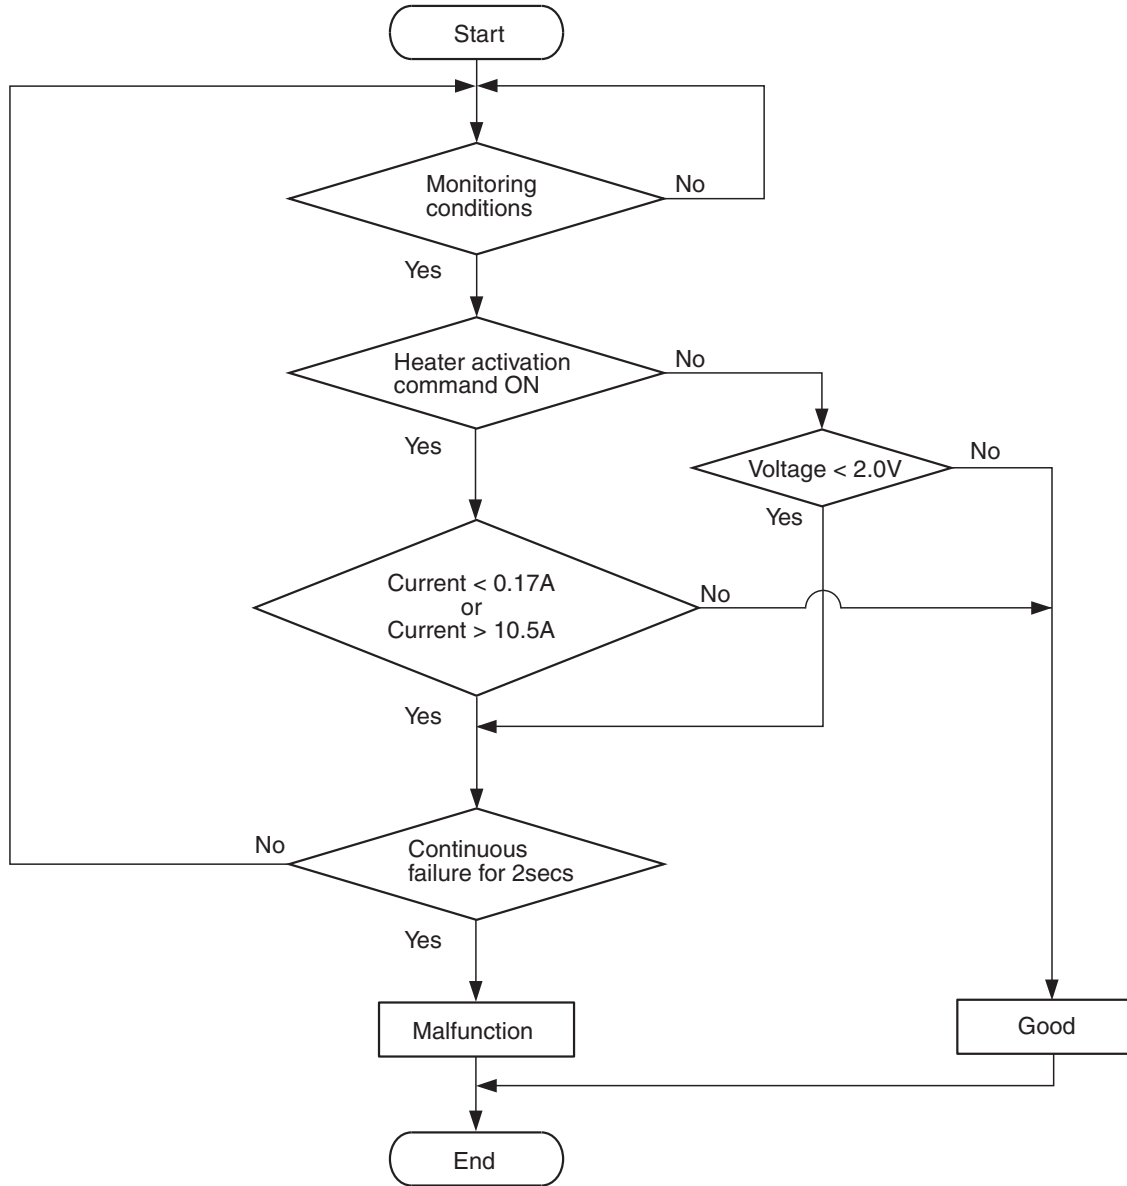 Start
Monitoring
conditions
No
Yes
Heater activation
command ON
No
Yes
Voltage < 2.0V
No
Yes
Current < 0.17A
or
Current > 10.5A
No
Yes
Continuous
failure for 2secs
No
Yes
Malfunction
Good
End